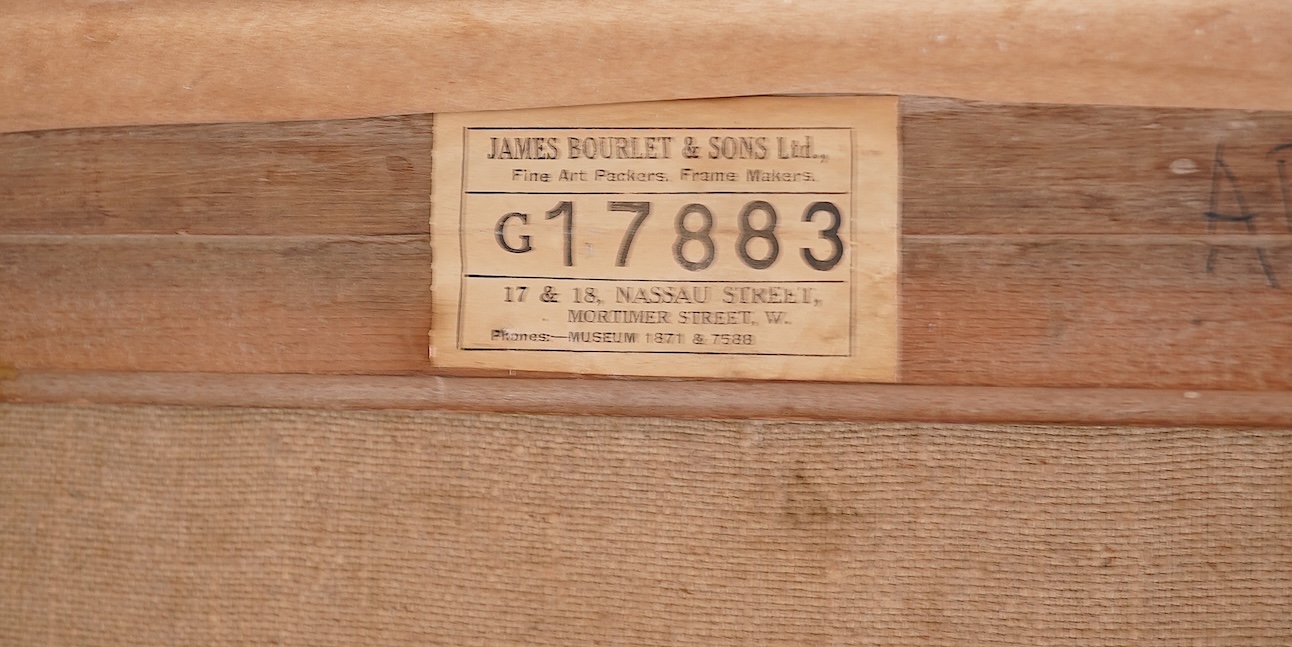 JAMES BOURLET & SONS Ltd.,
Fine Art Packers. Frame Makers.
G17883
17 & 18, NASSAU STREET,
MORTIMER STREET, W.
Phones:—MUSEUM 1871 & 7588